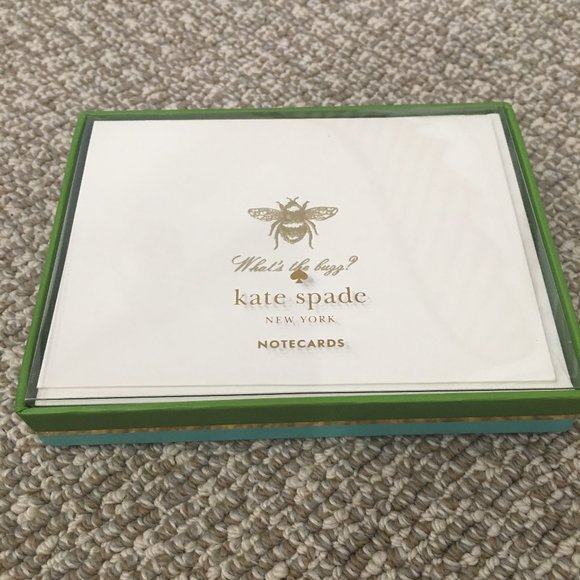 What's the buzz?
kate spade
NEW YORK
NOTECARDS